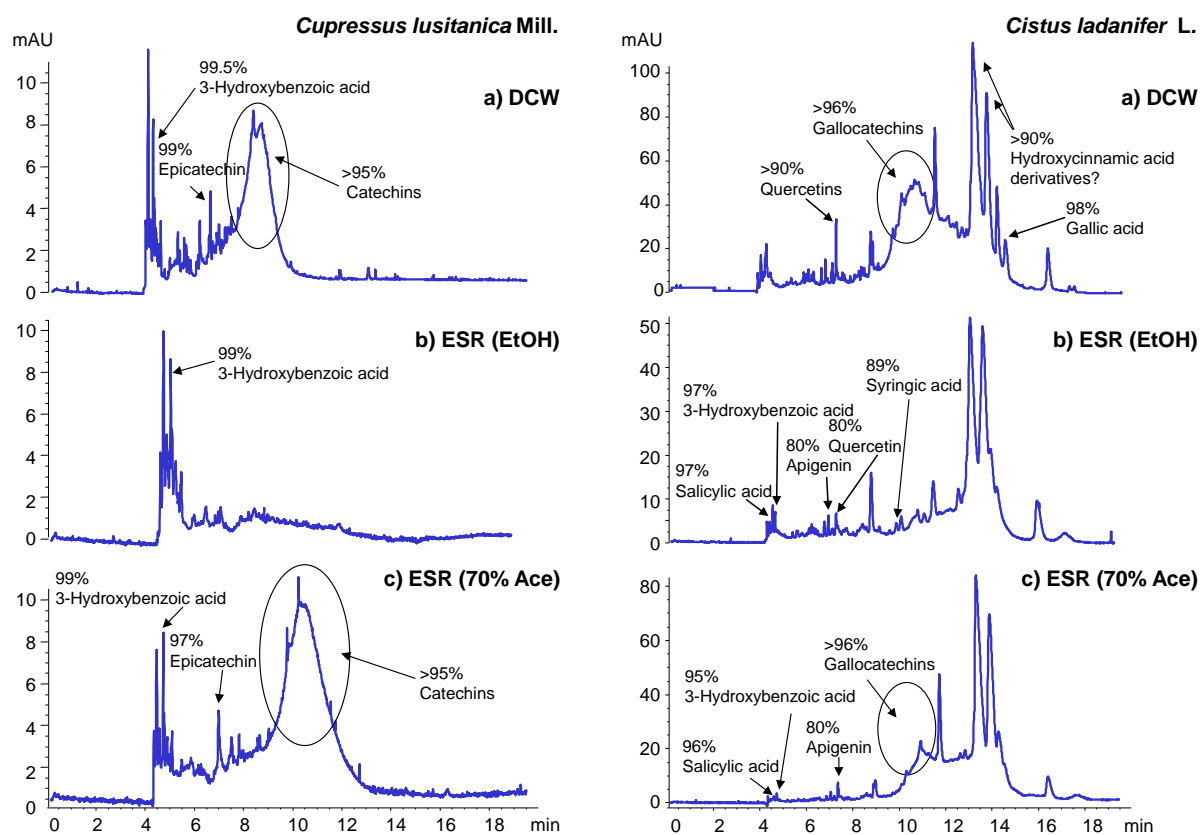 Cupressus lusitanica Mill.
mAU
10
8
6
4
2
0
99.5%
3-Hydroxybenzoic acid
a) DCW
99%
Epicatechin
>95%
Catechins
10
8
6
4
2
0
b) ESR (EtOH)
99%
3-Hydroxybenzoic acid
c) ESR (70% Ace)
10
8
6
4
2
0
99%
3-Hydroxybenzoic acid
97%
Epicatechin
>95%
Catechins
0 2 4 6 8 10 12 14 16 18 min
Cistus ladanifer L.
mAU
100
80
60
40
20
0
a) DCW
>96%
Gallocatechins
>90%
Quercetins
>90%
Hydroxycinnamic acid
derivatives?
98%
Gallic acid
50
40
30
20
10
0
b) ESR (EtOH)
89%
Syringic acid
97%
3-Hydroxybenzoic acid
80%
Quercetin
80%
Apigenin
97%
Salicylic acid
c) ESR (70% Ace)
80
60
40
20
0
>96%
Gallocatechins
95%
3-Hydroxybenzoic acid
80%
Apigenin
96%
Salicylic acid
0 2 4 6 8 10 12 14 16 18 min